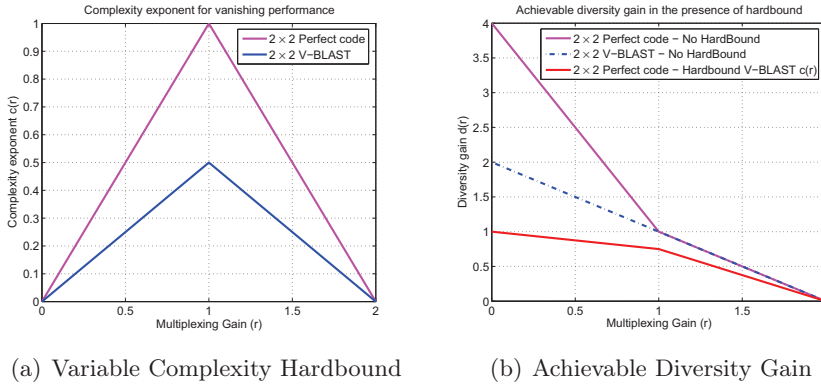 Complexity exponent for vanishing performance
1
0.9
0.8
0.7
0.6
0.5
0.4
0.3
0.2
0.1
0
Complexity exponent c(r)
2 × 2 Perfect code
2 × 2 V−BLAST
0 0.5 1 1.5 2
Multiplexing Gain (r)
(a) Variable Complexity Hardbound
Achievable diversity gain in the presence of hardbound
4
3.5
3
2.5
2
1.5
1
0.5
0
Diversity gain d(r)
2 × 2 Perfect code − No HardBound
2 × 2 V−BLAST − No HardBound
2 × 2 Perfect code − Hardbound V−BLAST c(r)
0 0.5 1 1.5
Multiplexing Gain (r)
(b) Achievable Diversity Gain